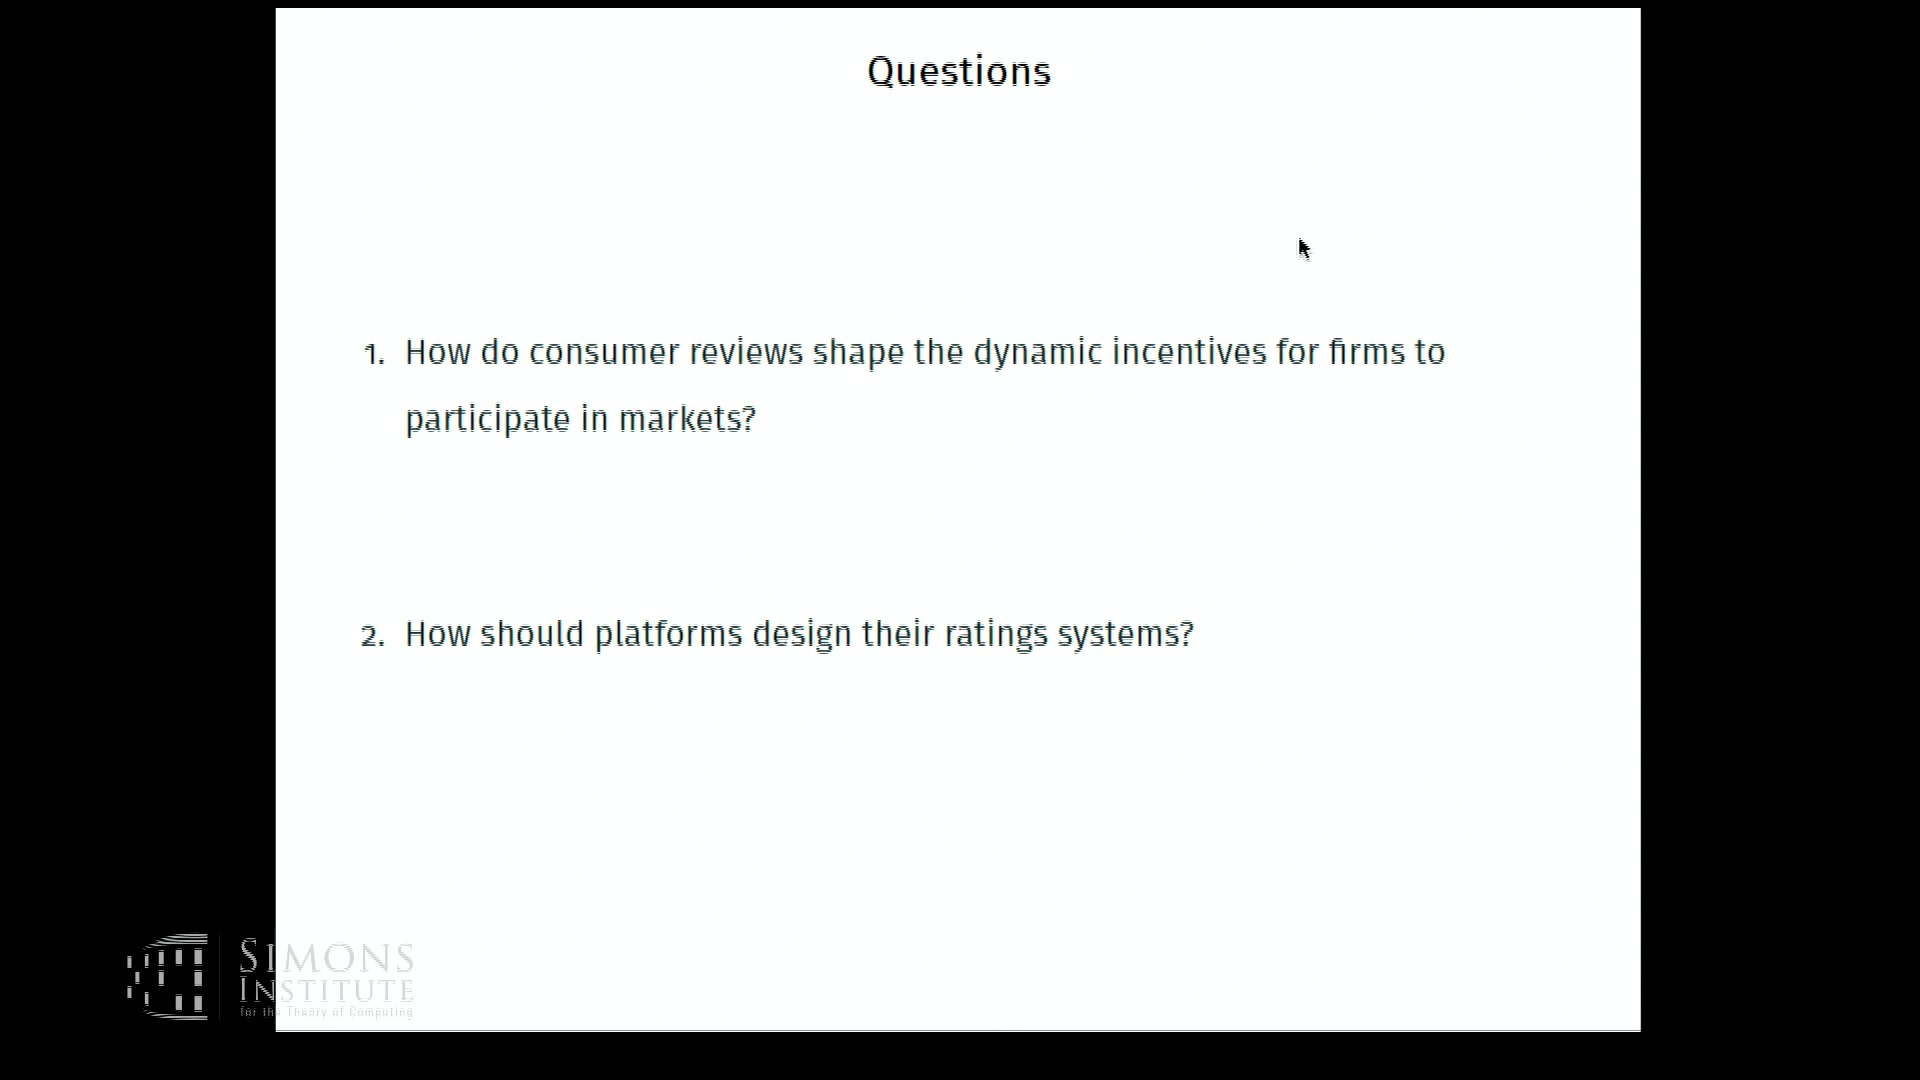 Questions
1. How do consumer reviews shape the dynamic incentives for firms to
participate in markets?
2. How should platforms design their ratings systems?
SIMONS
INSTITUTE
for the Theory of Computing